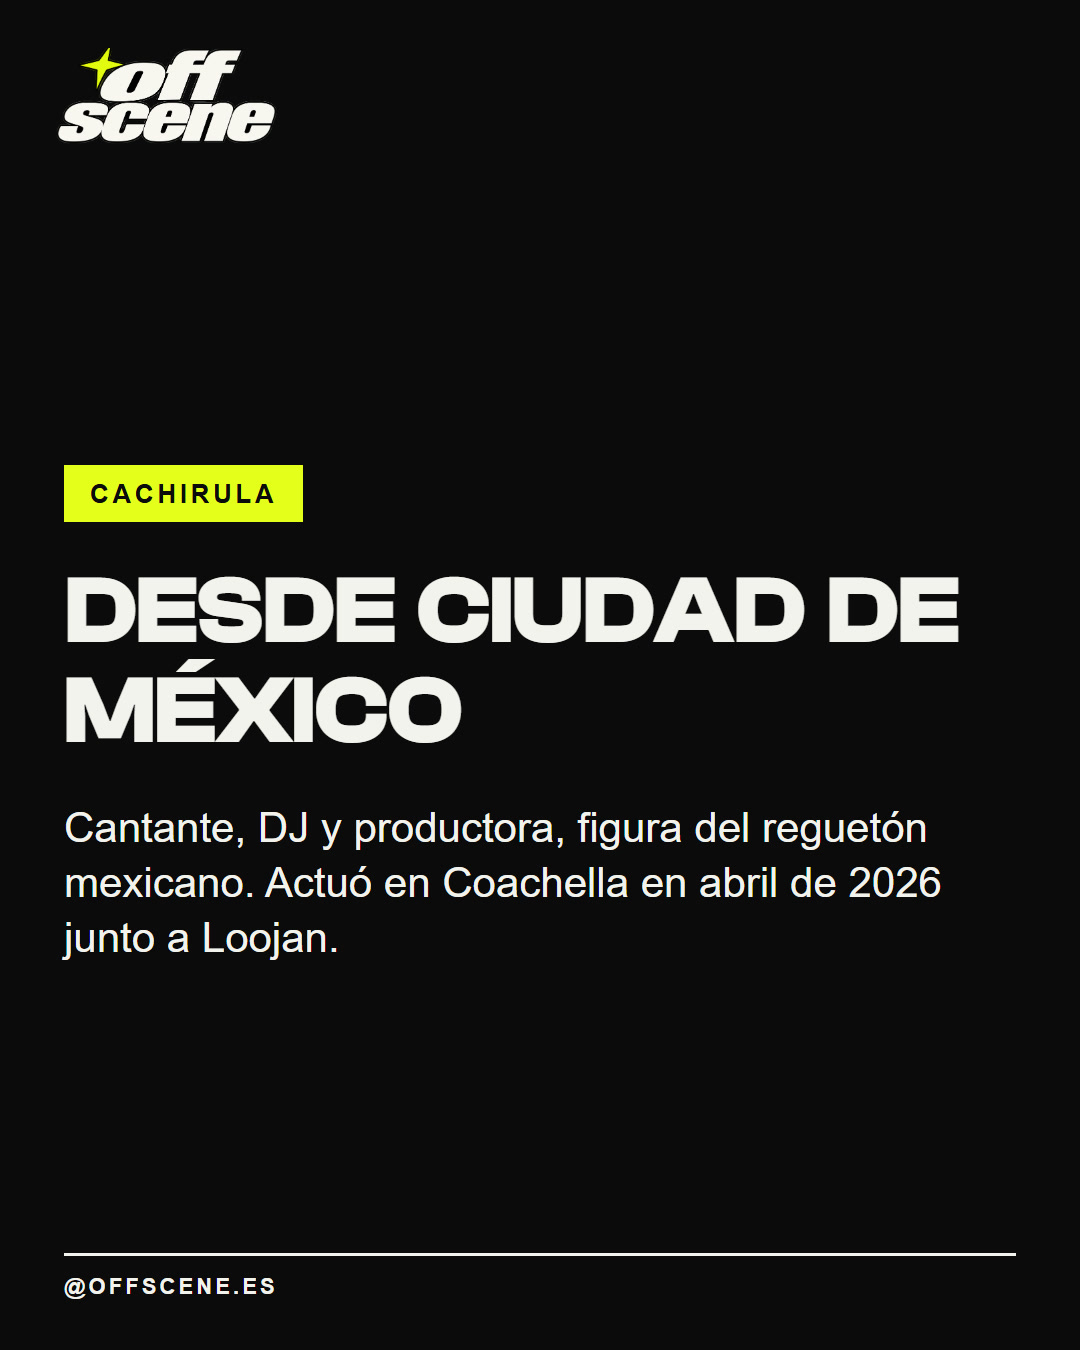 off
scene
CACHIRULA
DESDE CIUDAD DE
MÉXICO
Cantante, DJ y productora, figura del reguetón
mexicano. Actuó en Coachella en abril de 2026
junto a Loojan.
@OFFSCENE.ES